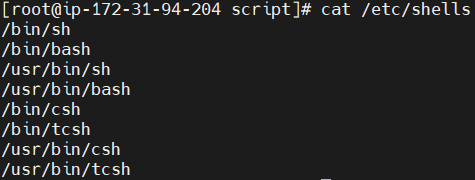 [root@ip-172-31-94-204 script]# cat /etc/shells
/bin/sh
/bin/bash
/usr/bin/sh
/usr/bin/bash
/bin/csh
/bin/tcsh
/usr/bin/csh
/usr/bin/tcsh